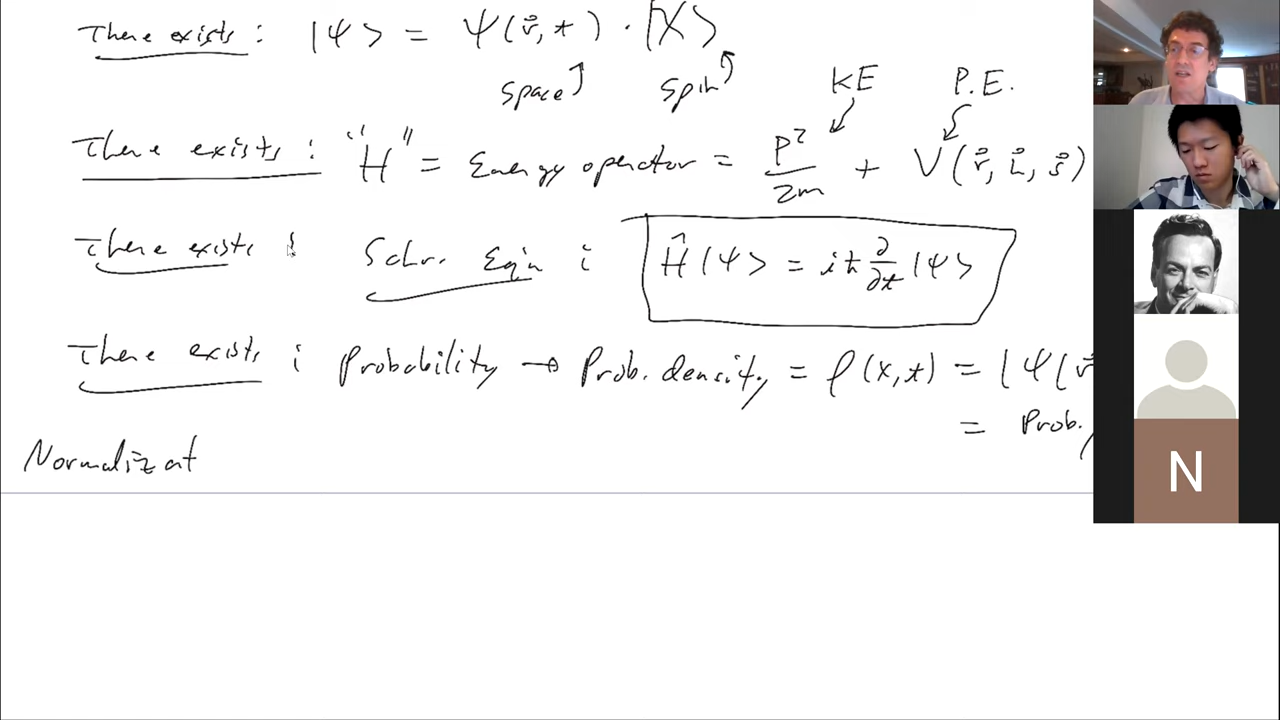 There exists: |Ψ> = Ψ(r⃗,t) · |χ>
space spin
KE P.E.
There exists: "H" = Energy operator = p²/2m + V(r⃗, L⃗, s⃗)
There exists : Schr. Eq'n : Ĥ|Ψ> = iħ ∂/∂t |Ψ>
There exists : Probability → Prob. density = ρ(x,t) = |Ψ(r⃗
= Prob./
Normalizat
N